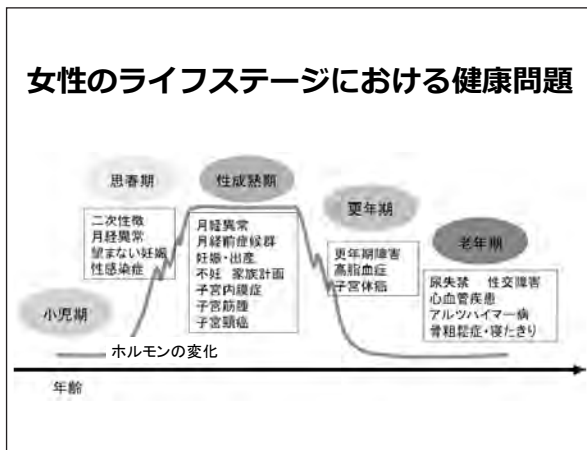 女性のライフステージにおける健康問題
思春期
二次性徴
月経異常
望まない妊娠
性感染症
性成熟期
月経異常
月経前症候群
妊娠・出産
不妊 家族計画
子宮内膜症
子宮筋腫
子宮頸癌
更年期
更年期障害
高脂血症
子宮体癌
老年期
尿失禁 性交障害
心血管疾患
アルツハイマー病
骨粗鬆症・寝たきり
小児期
ホルモンの変化
年齢